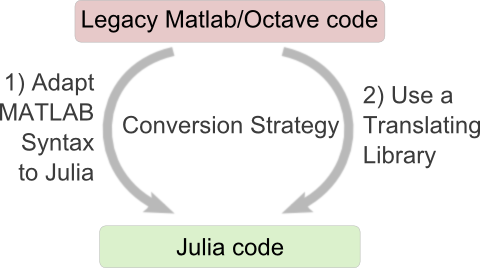 Legacy Matlab/Octave code
1) Adapt
MATLAB
Syntax
to Julia
Conversion Strategy
2) Use a
Translating
Library
Julia code